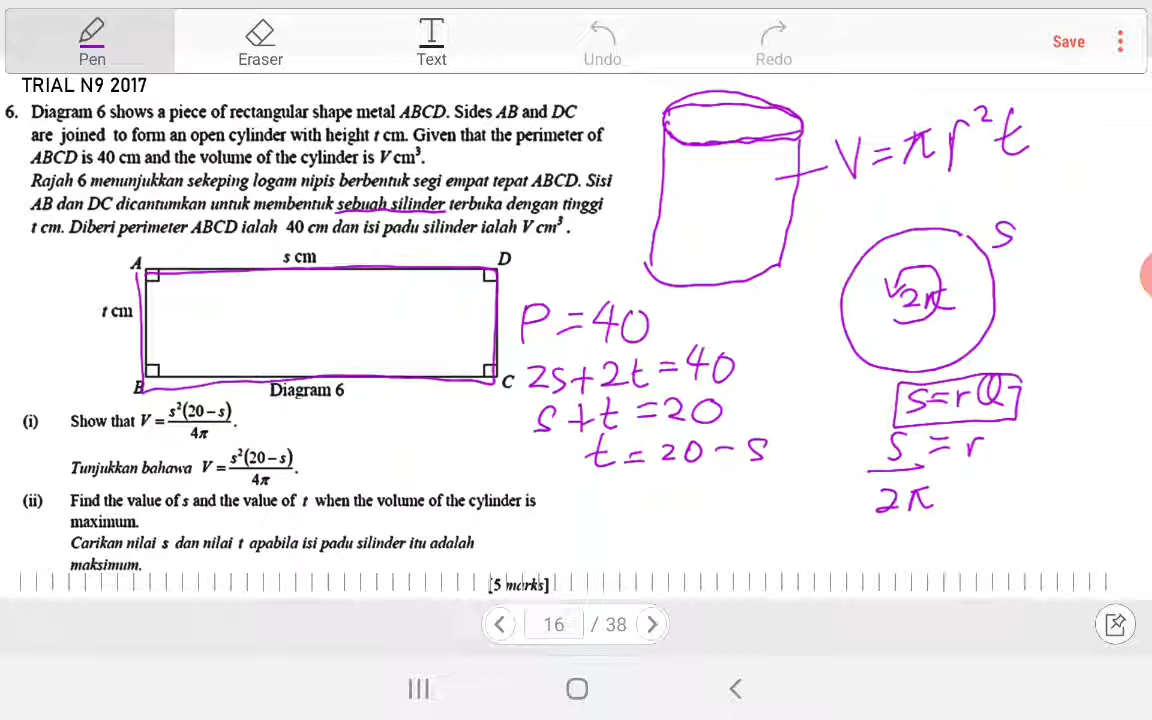 Pen
Eraser
Text
Undo
Redo
Save
TRIAL N9 2017
6. Diagram 6 shows a piece of rectangular shape metal ABCD. Sides AB and DC
are joined to form an open cylinder with height t cm. Given that the perimeter of
ABCD is 40 cm and the volume of the cylinder is V cm³.
Rajah 6 menunjukkan sekeping logam nipis berbentuk segi empat tepat ABCD. Sisi
AB dan DC dicantumkan untuk membentuk sebuah silinder terbuka dengan tinggi
t cm. Diberi perimeter ABCD ialah 40 cm dan isi padu silinder ialah V cm³ .
A
s cm
D
t cm
B
C
Diagram 6
V = πr²t
S
2π
P = 40
2s + 2t = 40
s + t = 20
t = 20 - s
s = rθ
s/2π = r
(i) Show that V = s²(20 – s)/4π.
Tunjukkan bahawa V = s²(20 – s)/4π.
(ii) Find the value of s and the value of t when the volume of the cylinder is
maximum.
Carikan nilai s dan nilai t apabila isi padu silinder itu adalah
maksimum.
[5 marks]
16 / 38